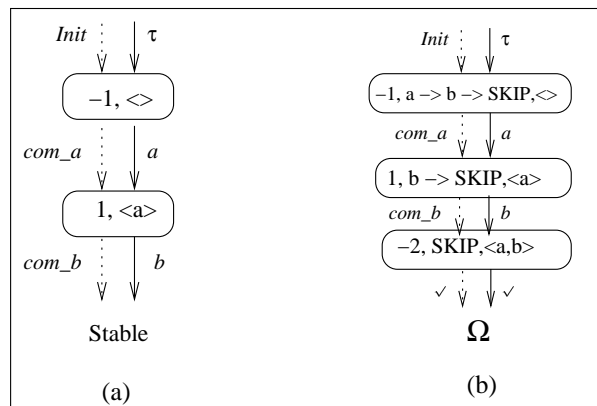 Init τ
−1, <>
com_a a
1, <a>
com_b b
Stable
(a)
Init τ
−1, a −> b −> SKIP,<>
com_a a
1, b −> SKIP,<a>
com_b b
−2, SKIP,<a,b>
✓ ✓
Ω
(b)